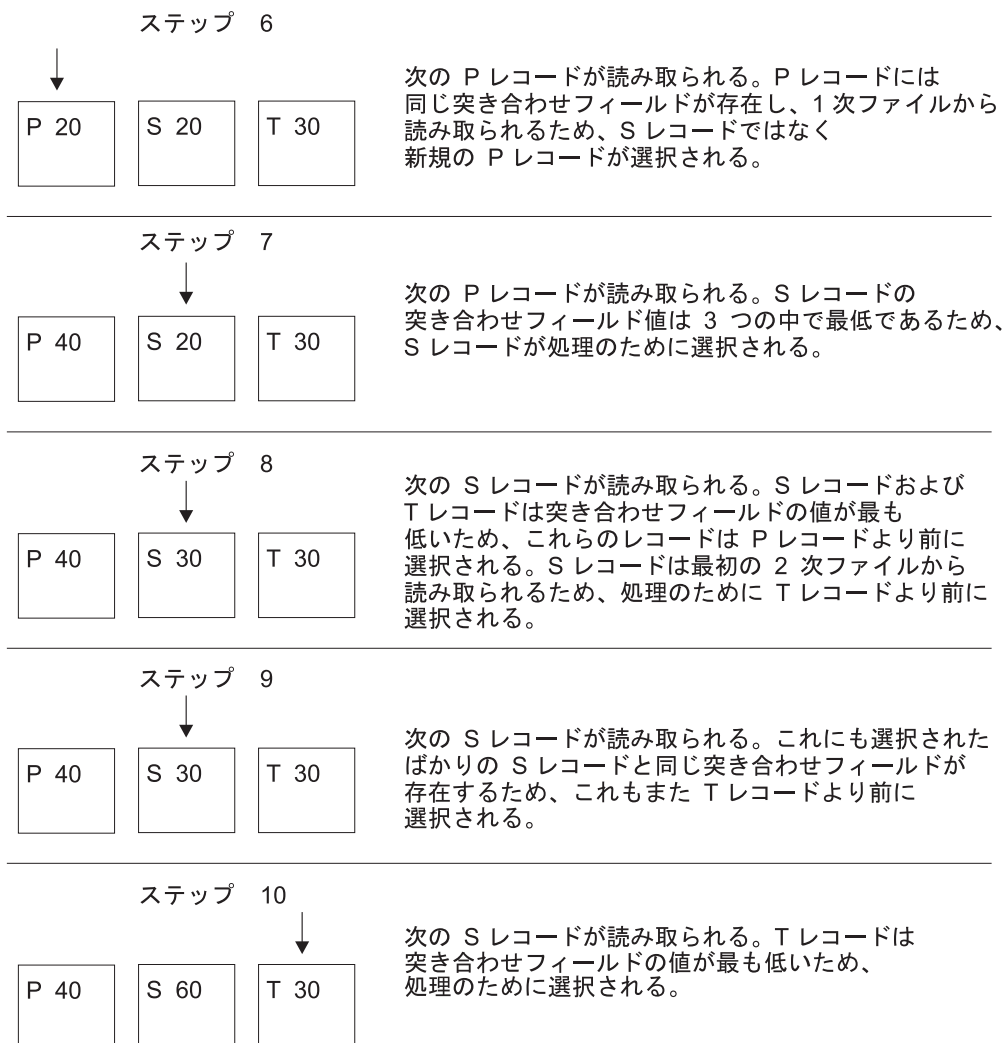 ステップ 6
P 20
S 20
T 30
次の P レコードが読み取られる。P レコードには
同じ突き合わせフィールドが存在し、1 次ファイルから
読み取られるため、S レコードではなく
新規の P レコードが選択される。
ステップ 7
P 40
S 20
T 30
次の P レコードが読み取られる。S レコードの
突き合わせフィールド値は 3 つの中で最低であるため、
S レコードが処理のために選択される。
ステップ 8
P 40
S 30
T 30
次の S レコードが読み取られる。S レコードおよび
T レコードは突き合わせフィールドの値が最も
低いため、これらのレコードは P レコードより前に
選択される。S レコードは最初の 2 次ファイルから
読み取られるため、処理のために T レコードより前に
選択される。
ステップ 9
P 40
S 30
T 30
次の S レコードが読み取られる。これにも選択された
ばかりの S レコードと同じ突き合わせフィールドが
存在するため、これもまた T レコードより前に
選択される。
ステップ 10
P 40
S 60
T 30
次の S レコードが読み取られる。T レコードは
突き合わせフィールドの値が最も低いため、
処理のために選択される。